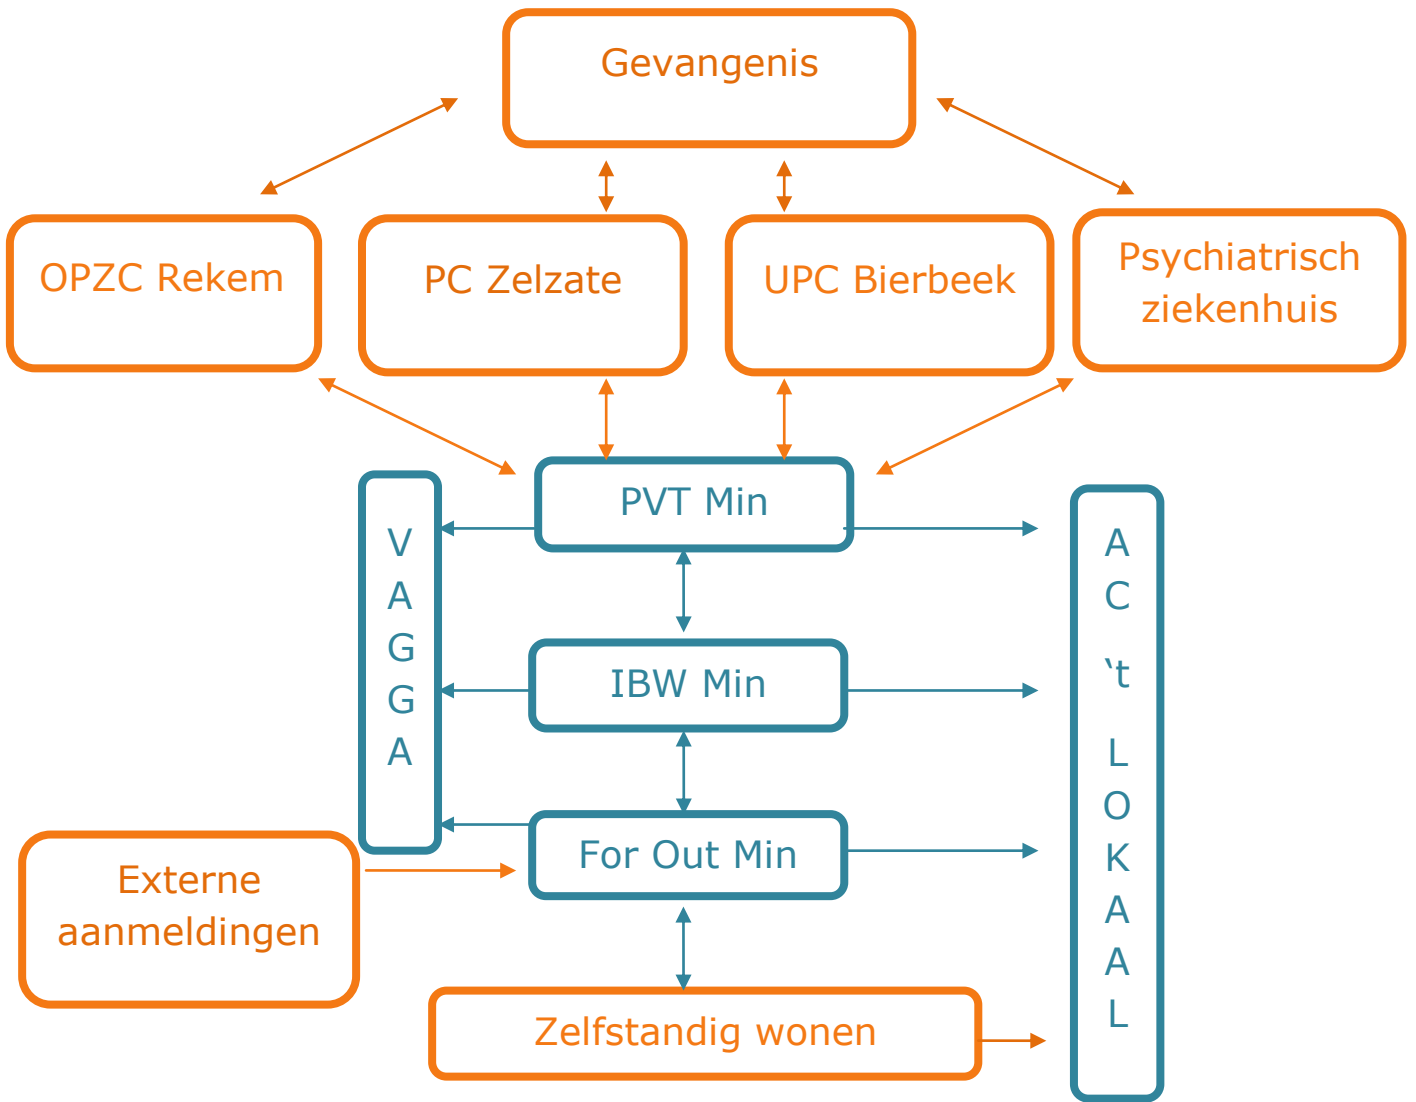 Gevangenis
OPZC Rekem
PC Zelzate
UPC Bierbeek
Psychiatrisch
ziekenhuis
PVT Min
V
A
G
G
A
A
C
‘t
L
O
K
A
A
L
IBW Min
For Out Min
Externe
aanmeldingen
Zelfstandig wonen